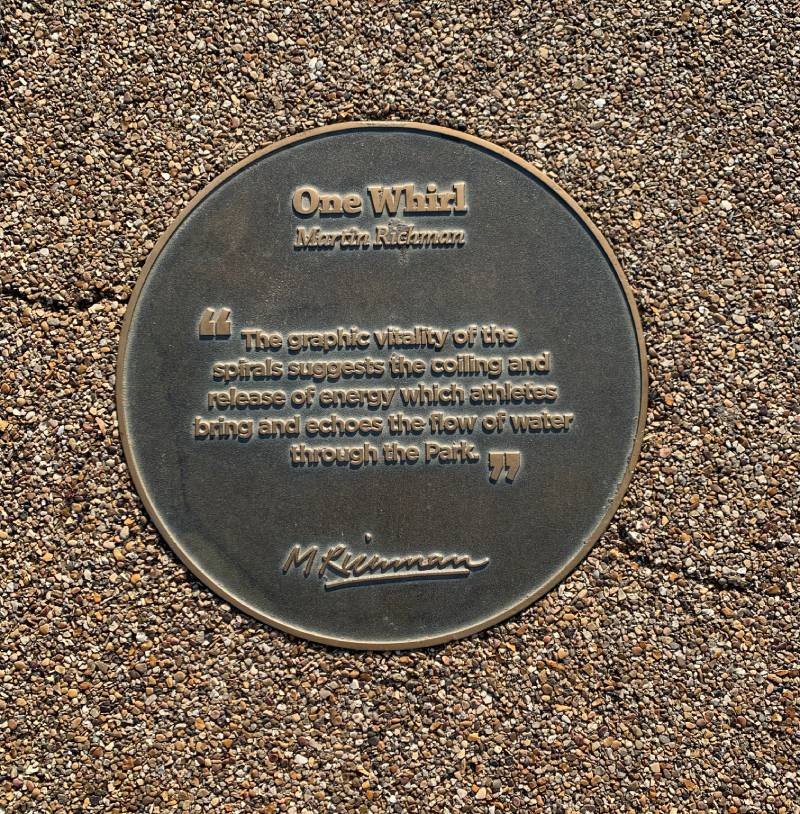 One Whirl
Martin Richman
“ The graphic vitality of the
spirals suggests the coiling and
release of energy which athletes
bring and echoes the flow of water
through the Park. ”
M Richman